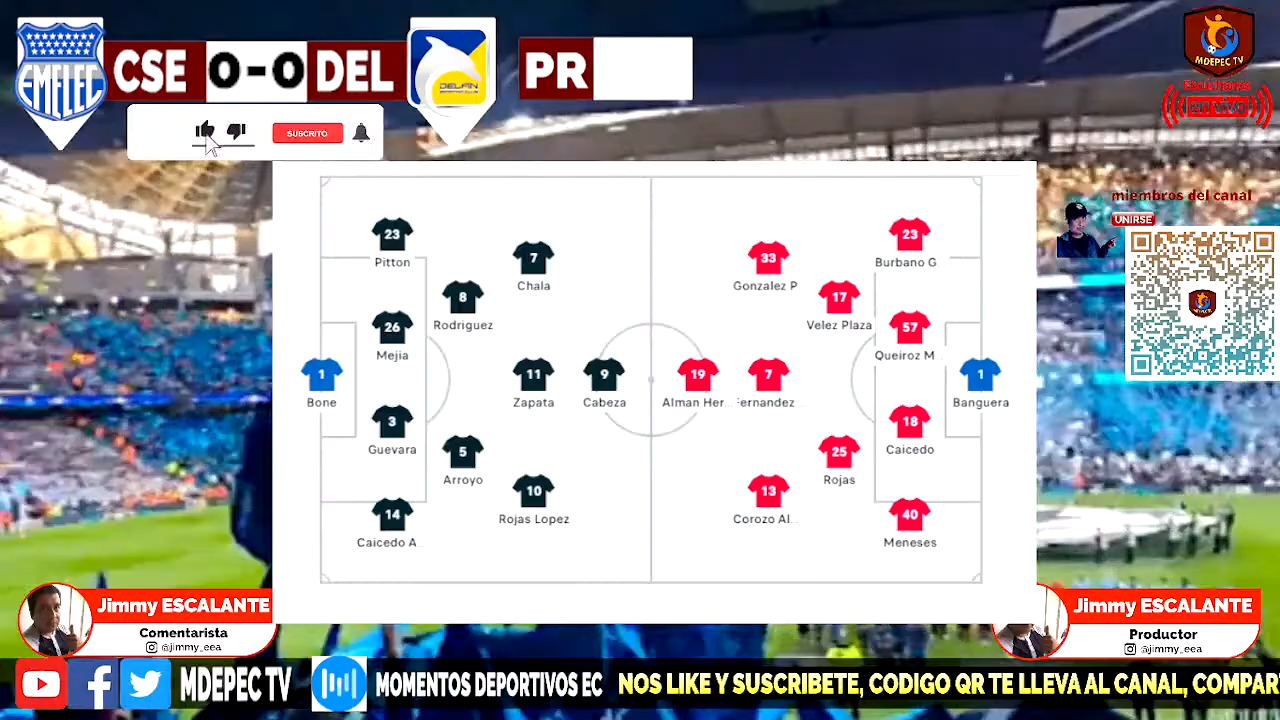 EMELEC
CSE 0-0 DEL
DELFIN
PR
MDEPEC TV
Escúchanos
EN VIVO
SUSCRITO
miembros del canal
UNIRSE
23
Pitton
7
Chala
33
Gonzalez P
23
Burbano G
8
Rodriguez
17
Velez Plaza
26
Mejia
57
Queiroz M
1
Bone
11
Zapata
9
Cabeza
19
Alman Her...
7
Fernandez
1
Banguera
3
Guevara
18
Caicedo
5
Arroyo
25
Rojas
10
Rojas Lopez
13
Corozo Al..
14
Caicedo A
40
Meneses
Jimmy ESCALANTE
Comentarista
@jimmy_eea
Jimmy ESCALANTE
Productor
@jimmy_eea
MDEPEC TV
MOMENTOS DEPORTIVOS EC
NOS LIKE Y SUSCRIBETE, CODIGO QR TE LLEVA AL CANAL, COMPAR